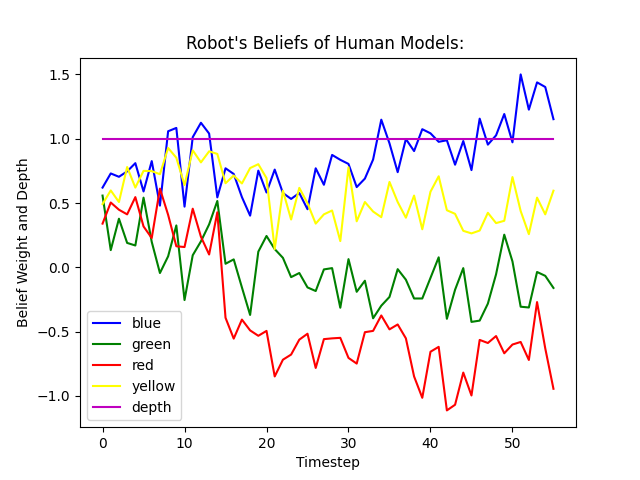 Robot's Beliefs of Human Models:
Belief Weight and Depth
1.5
1.0
0.5
0.0
−0.5
−1.0
blue
green
red
yellow
depth
0
10
20
30
40
50
Timestep